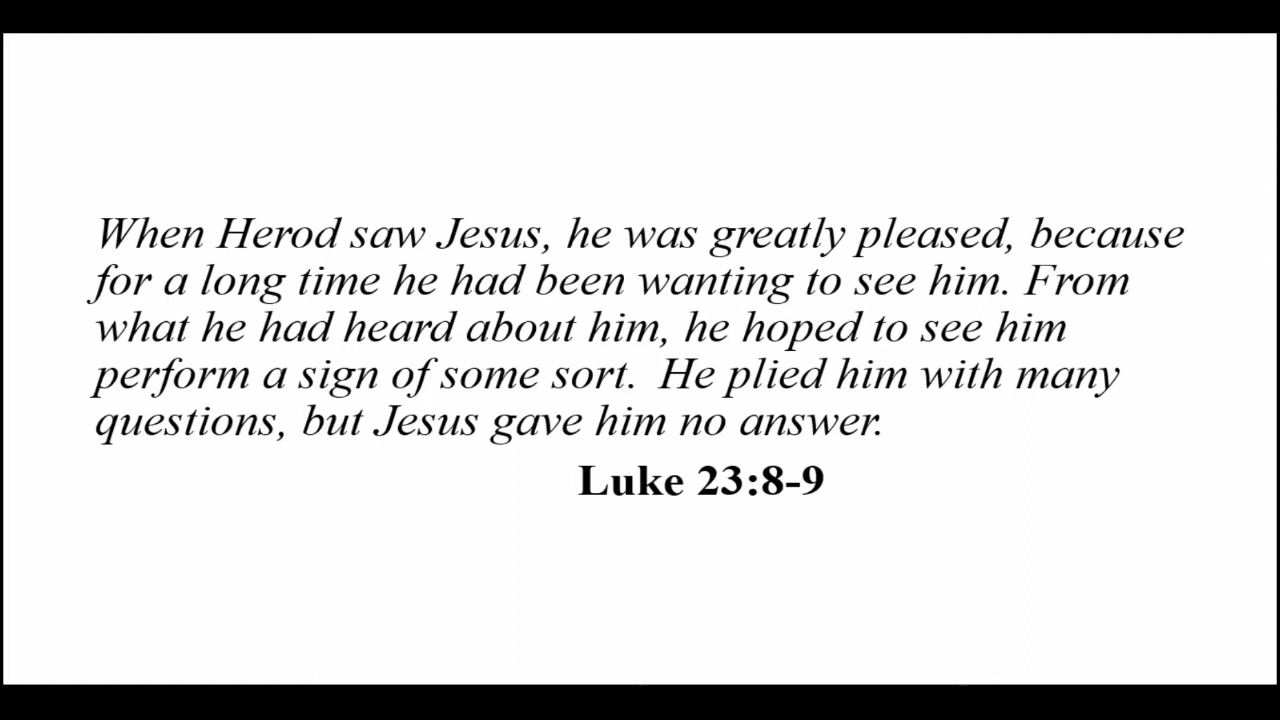 When Herod saw Jesus, he was greatly pleased, because
for a long time he had been wanting to see him. From
what he had heard about him, he hoped to see him
perform a sign of some sort.  He plied him with many
questions, but Jesus gave him no answer.
Luke 23:8-9